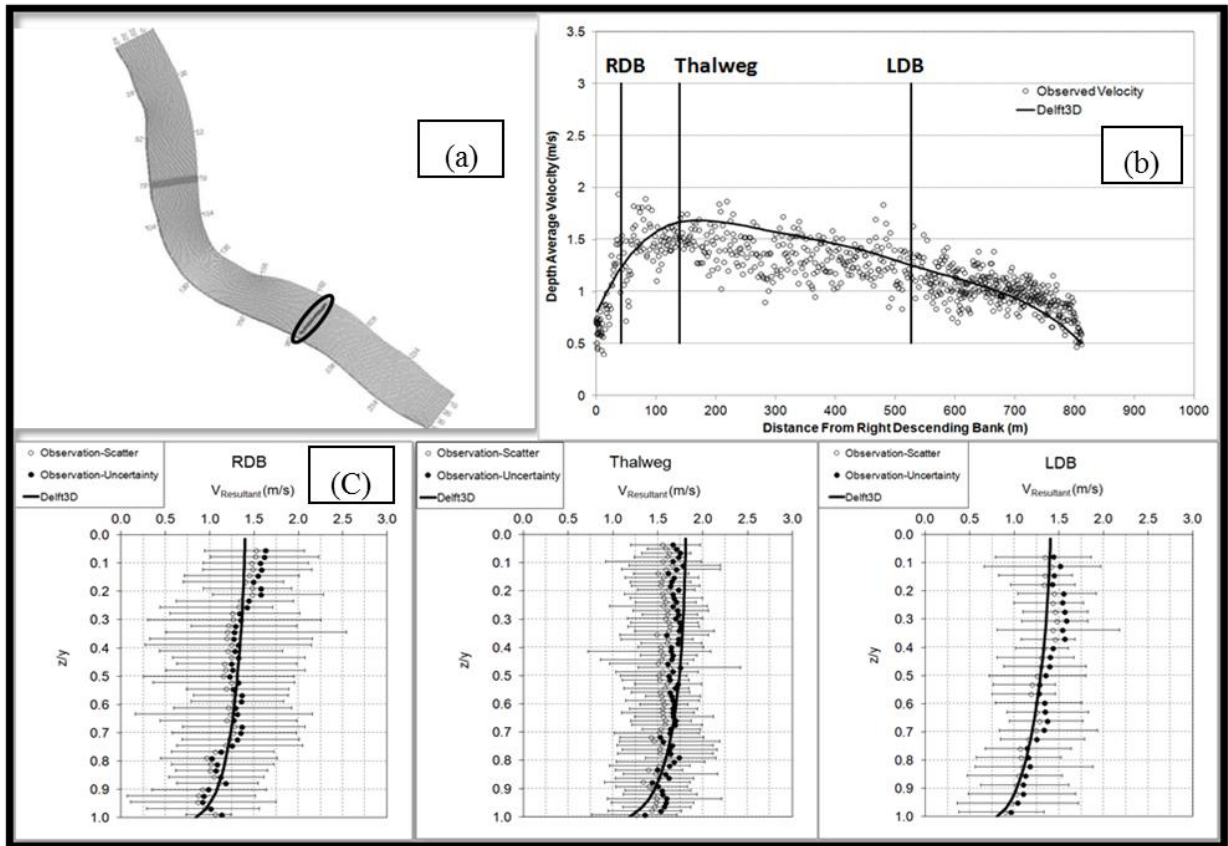 (a)
(b)
3.5
3
2.5
2
1.5
1
0.5
0
Depth Average Velocity (m/s)
RDB
Thalweg
LDB
○ Observed Velocity
Delft3D
0 100 200 300 400 500 600 700 800 900 1000
Distance From Right Descending Bank (m)
(C)
○ Observation-Scatter
● Observation-Uncertainty
Delft3D
RDB
VResultant (m/s)
0.0 0.5 1.0 1.5 2.0 2.5 3.0
z/y
0.0
0.1
0.2
0.3
0.4
0.5
0.6
0.7
0.8
0.9
1.0
○ Observation-Scatter
● Observation-Uncertainty
Delft3D
Thalweg
VResultant (m/s)
0.0 0.5 1.0 1.5 2.0 2.5 3.0
z/y
0.0
0.1
0.2
0.3
0.4
0.5
0.6
0.7
0.8
0.9
1.0
○ Observation-Scatter
● Observation-Uncertainty
Delft3D
LDB
VResultant (m/s)
0.0 0.5 1.0 1.5 2.0 2.5 3.0
z/y
0.0
0.1
0.2
0.3
0.4
0.5
0.6
0.7
0.8
0.9
1.0